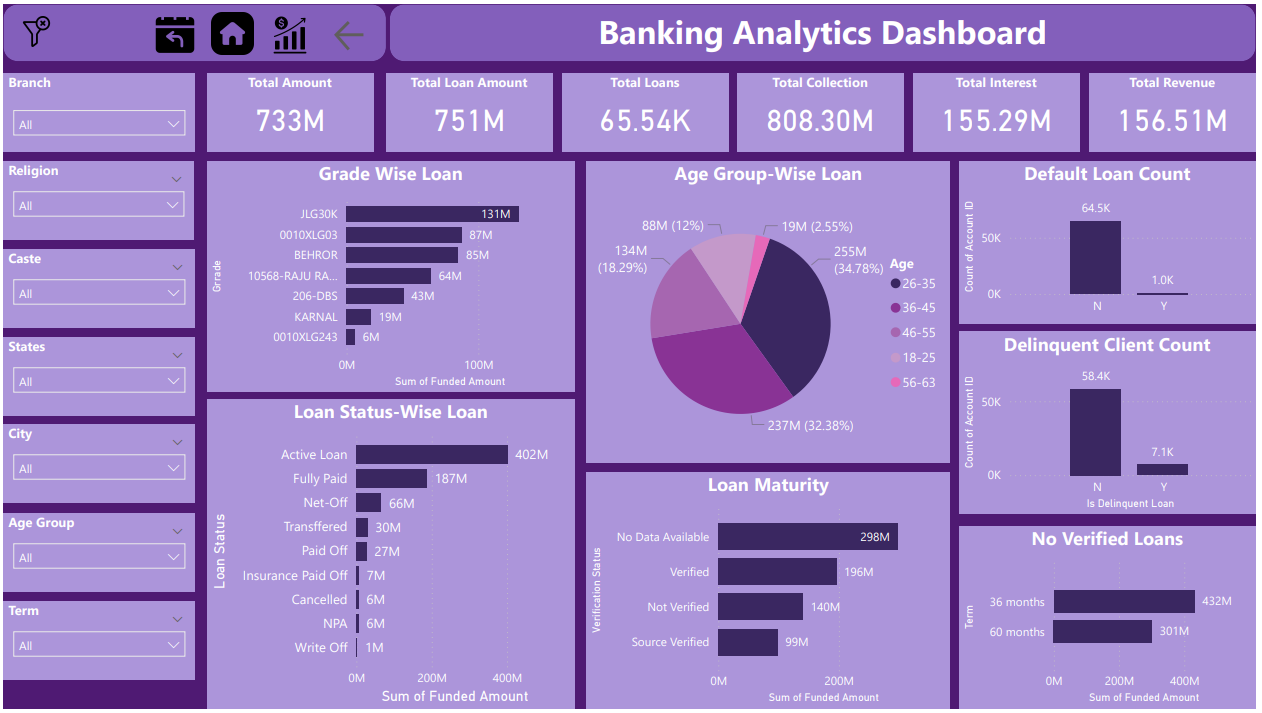 Banking Analytics Dashboard
Branch
All
Religion
All
Caste
All
States
All
City
All
Age Group
All
Term
All
Total Amount
733M
Total Loan Amount
751M
Total Loans
65.54K
Total Collection
808.30M
Total Interest
155.29M
Total Revenue
156.51M
Grade Wise Loan
Grrade
JLG30K
131M
0010XLG03
87M
BEHROR
85M
10568-RAJU RA...
64M
206-DBS
43M
KARNAL
19M
0010XLG243
6M
0M
100M
Sum of Funded Amount
Loan Status-Wise Loan
Loan Status
Active Loan
402M
Fully Paid
187M
Net-Off
66M
Transffered
30M
Paid Off
27M
Insurance Paid Off
7M
Cancelled
6M
NPA
6M
Write Off
1M
0M
200M
400M
Sum of Funded Amount
Age Group-Wise Loan
88M (12%)
19M (2.55%)
134M
(18.29%)
255M
(34.78%)
237M (32.38%)
Age
26-35
36-45
46-55
18-25
56-63
Loan Maturity
Verification Status
No Data Available
298M
Verified
196M
Not Verified
140M
Source Verified
99M
0M
200M
Sum of Funded Amount
Default Loan Count
Count of Account ID
50K
0K
64.5K
1.0K
N
Y
Delinquent Client Count
Count of Account ID
50K
0K
58.4K
7.1K
N
Y
Is Delinquent Loan
No Verified Loans
Term
36 months
432M
60 months
301M
0M
200M
400M
Sum of Funded Amount